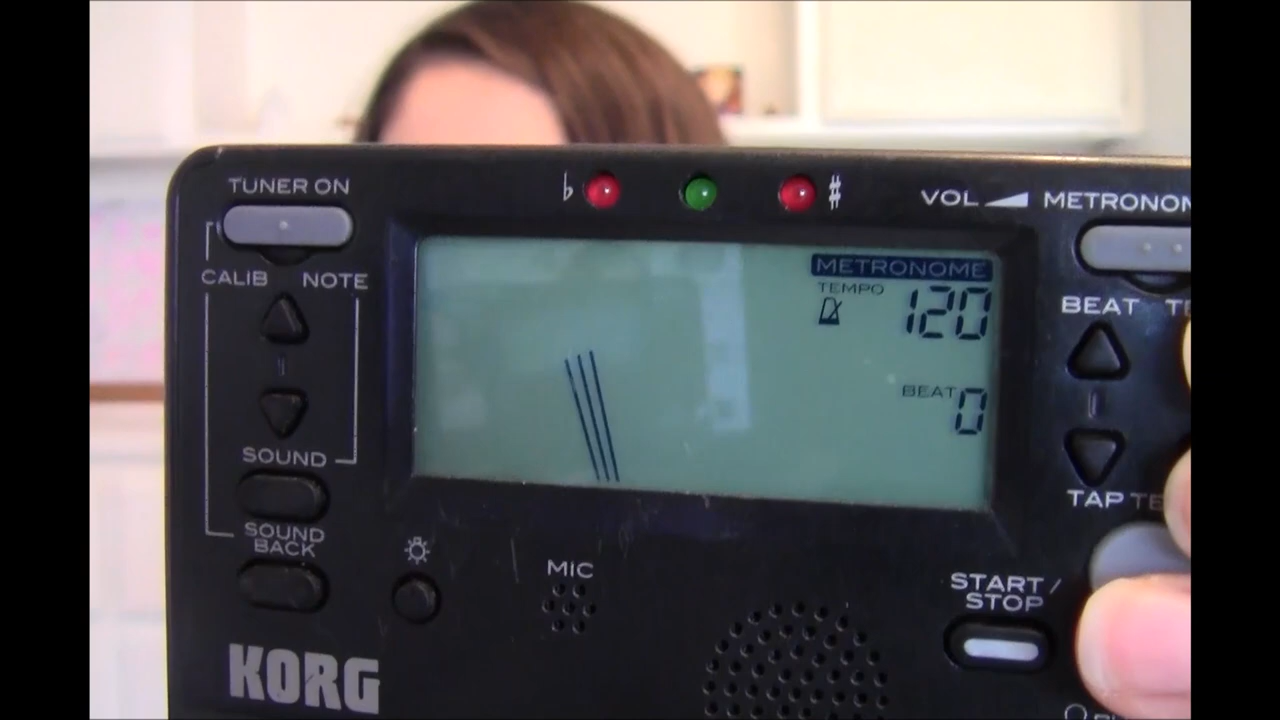 TUNER ON
♭
♯
VOL
CALIB NOTE
METRONOME
TEMPO 120
BEAT
BEAT 0
SOUND
TAP
SOUND
BACK
MIC
START/
STOP
KORG